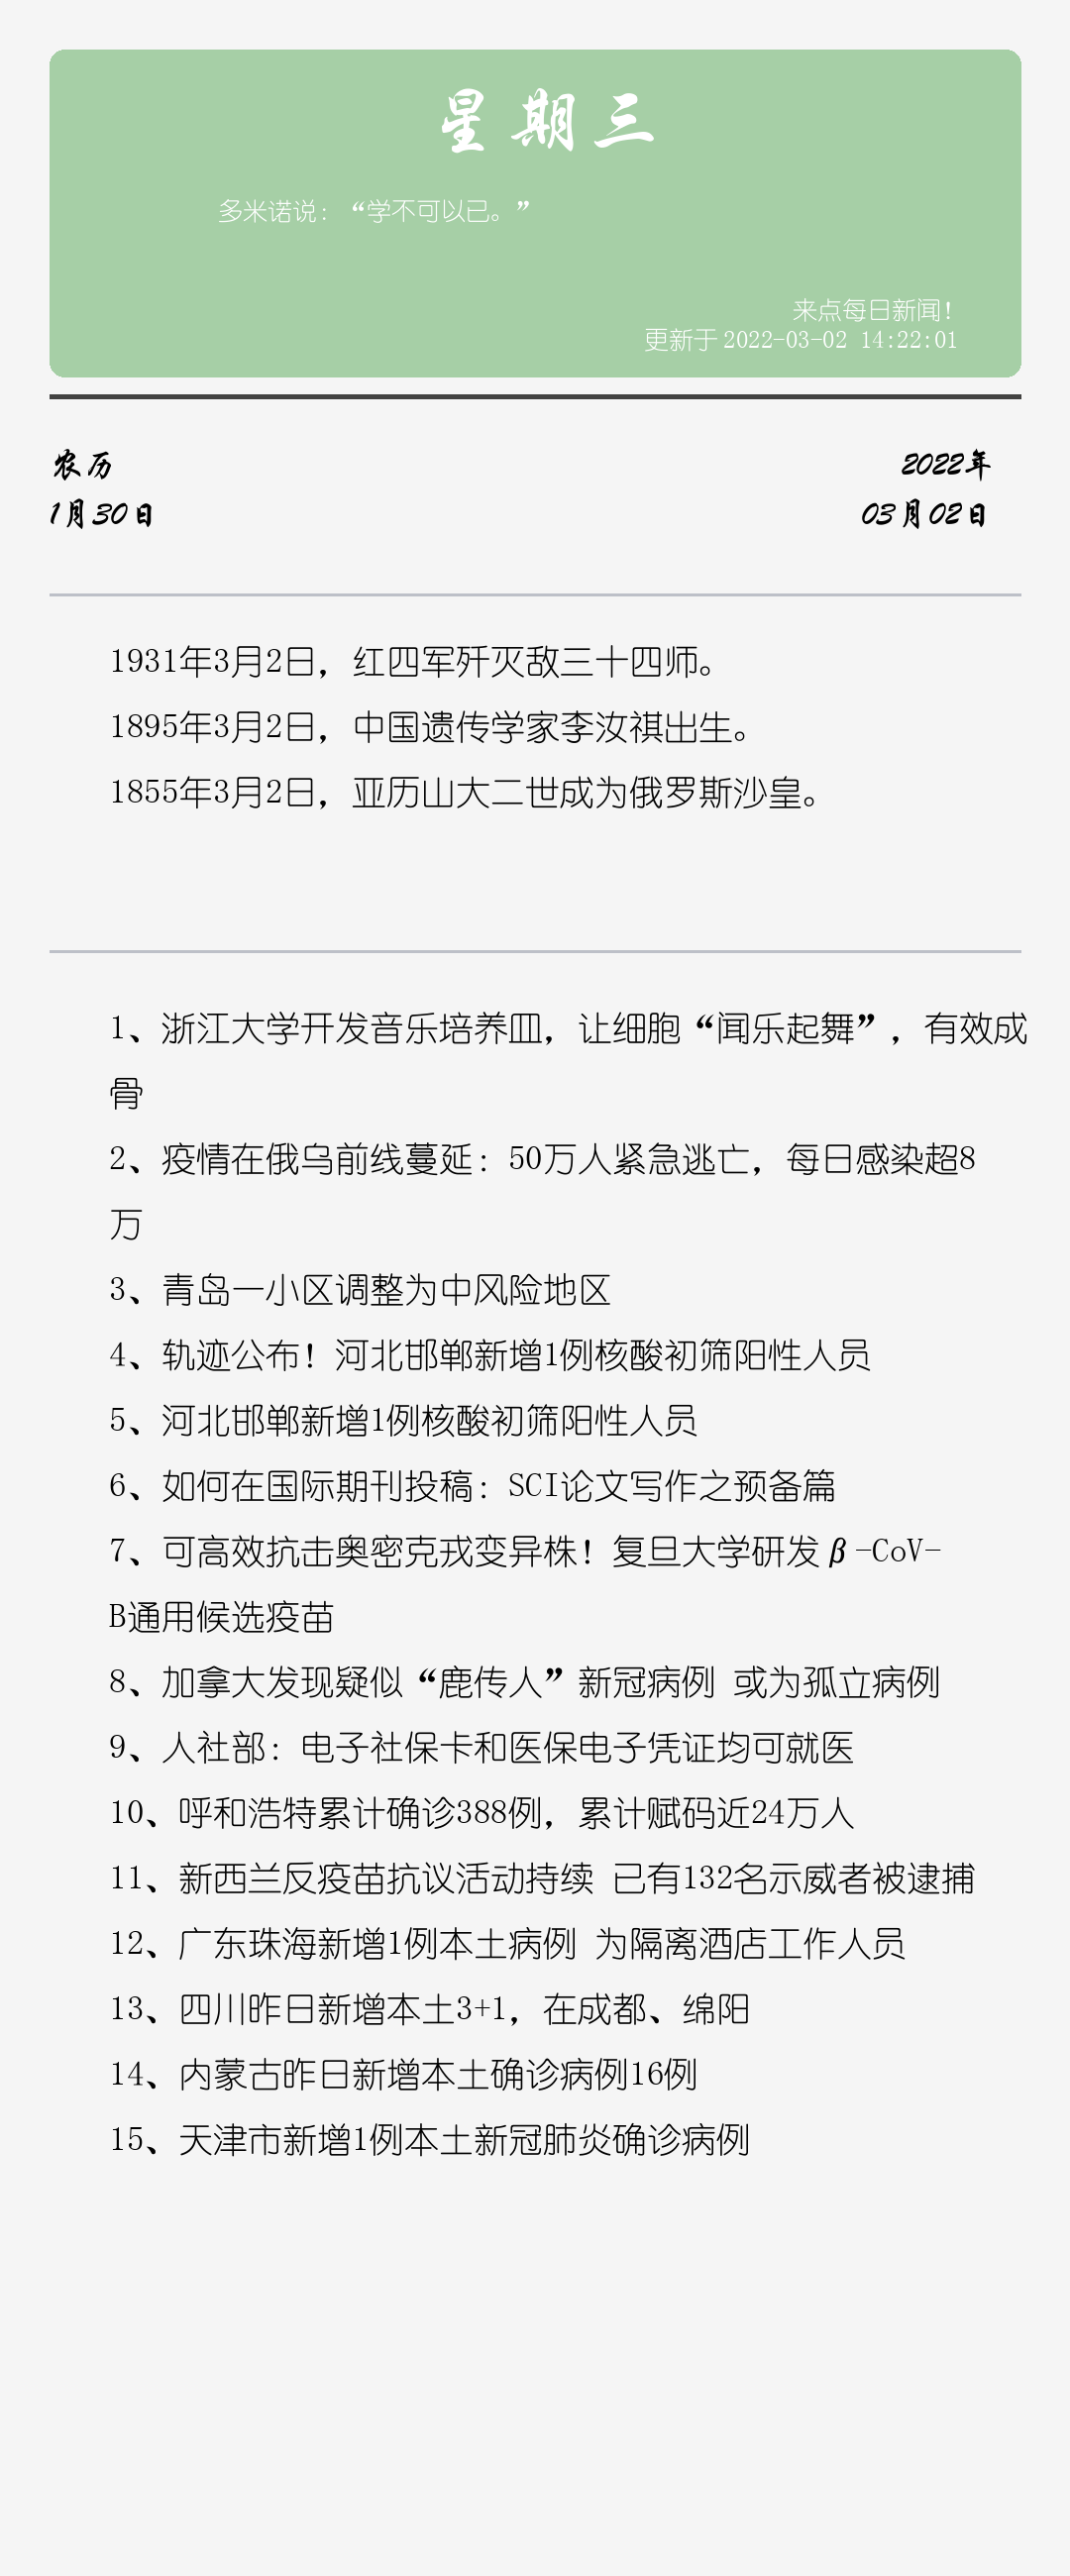 星期三
多米诺说：“学不可以已。”
来点每日新闻！
更新于 2022-03-02 14:22:01
农历
2022年
1月30日
03月02日
1931年3月2日，红四军歼灭敌三十四师。
1895年3月2日，中国遗传学家李汝祺出生。
1855年3月2日，亚历山大二世成为俄罗斯沙皇。
1、浙江大学开发音乐培养皿，让细胞“闻乐起舞”，有效成
骨
2、疫情在俄乌前线蔓延：50万人紧急逃亡，每日感染超8
万
3、青岛一小区调整为中风险地区
4、轨迹公布！河北邯郸新增1例核酸初筛阳性人员
5、河北邯郸新增1例核酸初筛阳性人员
6、如何在国际期刊投稿：SCI论文写作之预备篇
7、可高效抗击奥密克戎变异株！复旦大学研发β-CoV-
B通用候选疫苗
8、加拿大发现疑似“鹿传人”新冠病例 或为孤立病例
9、人社部：电子社保卡和医保电子凭证均可就医
10、呼和浩特累计确诊388例，累计赋码近24万人
11、新西兰反疫苗抗议活动持续 已有132名示威者被逮捕
12、广东珠海新增1例本土病例 为隔离酒店工作人员
13、四川昨日新增本土3+1，在成都、绵阳
14、内蒙古昨日新增本土确诊病例16例
15、天津市新增1例本土新冠肺炎确诊病例